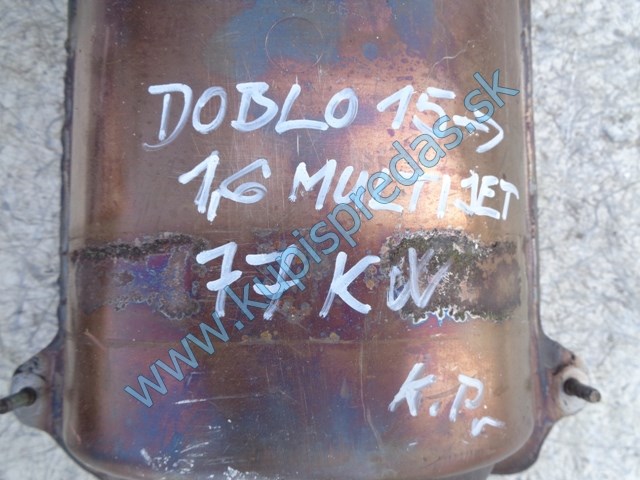 DOBLO 15->
1,6 MULTIJET
77 KW
K.P.
www.kupispredas.sk